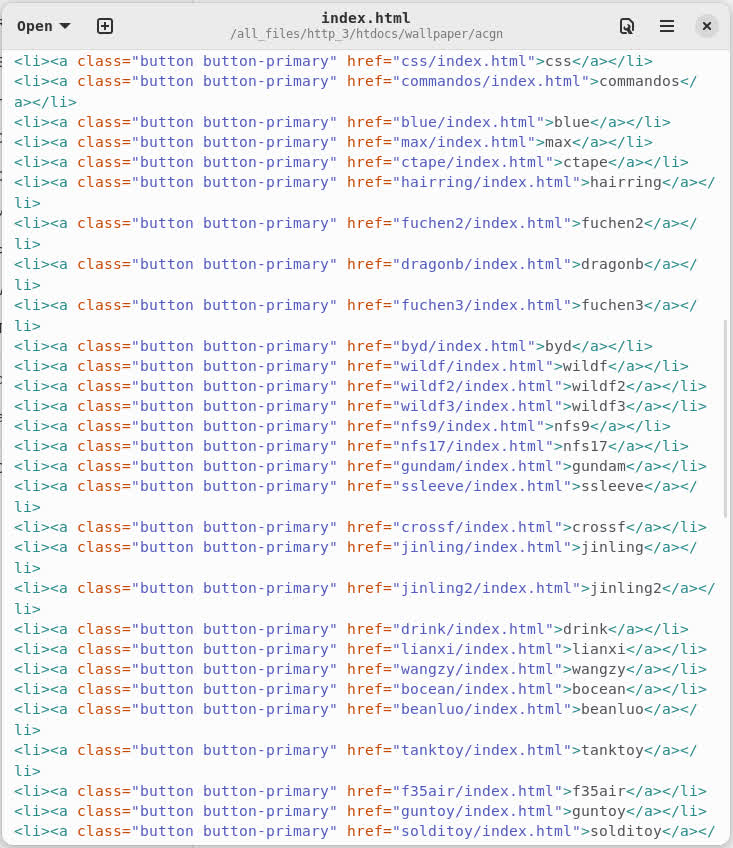 Open
index.html
/all_files/http_3/htdocs/wallpaper/acgn
<li><a class="button button-primary" href="css/index.html">css</a></li>
<li><a class="button button-primary" href="commandos/index.html">commandos</
a></li>
<li><a class="button button-primary" href="blue/index.html">blue</a></li>
<li><a class="button button-primary" href="max/index.html">max</a></li>
<li><a class="button button-primary" href="ctape/index.html">ctape</a></li>
<li><a class="button button-primary" href="hairring/index.html">hairring</a></
li>
<li><a class="button button-primary" href="fuchen2/index.html">fuchen2</a></
li>
<li><a class="button button-primary" href="dragonb/index.html">dragonb</a></
li>
<li><a class="button button-primary" href="fuchen3/index.html">fuchen3</a></
li>
<li><a class="button button-primary" href="byd/index.html">byd</a></li>
<li><a class="button button-primary" href="wildf/index.html">wildf</a></li>
<li><a class="button button-primary" href="wildf2/index.html">wildf2</a></li>
<li><a class="button button-primary" href="wildf3/index.html">wildf3</a></li>
<li><a class="button button-primary" href="nfs9/index.html">nfs9</a></li>
<li><a class="button button-primary" href="nfs17/index.html">nfs17</a></li>
<li><a class="button button-primary" href="gundam/index.html">gundam</a></li>
<li><a class="button button-primary" href="ssleeve/index.html">ssleeve</a></
li>
<li><a class="button button-primary" href="crossf/index.html">crossf</a></li>
<li><a class="button button-primary" href="jinling/index.html">jinling</a></
li>
<li><a class="button button-primary" href="jinling2/index.html">jinling2</a></
li>
<li><a class="button button-primary" href="drink/index.html">drink</a></li>
<li><a class="button button-primary" href="lianxi/index.html">lianxi</a></li>
<li><a class="button button-primary" href="wangzy/index.html">wangzy</a></li>
<li><a class="button button-primary" href="bocean/index.html">bocean</a></li>
<li><a class="button button-primary" href="beanluo/index.html">beanluo</a></
li>
<li><a class="button button-primary" href="tanktoy/index.html">tanktoy</a></
li>
<li><a class="button button-primary" href="f35air/index.html">f35air</a></li>
<li><a class="button button-primary" href="guntoy/index.html">guntoy</a></li>
<li><a class="button button-primary" href="solditoy/index.html">solditoy</a></